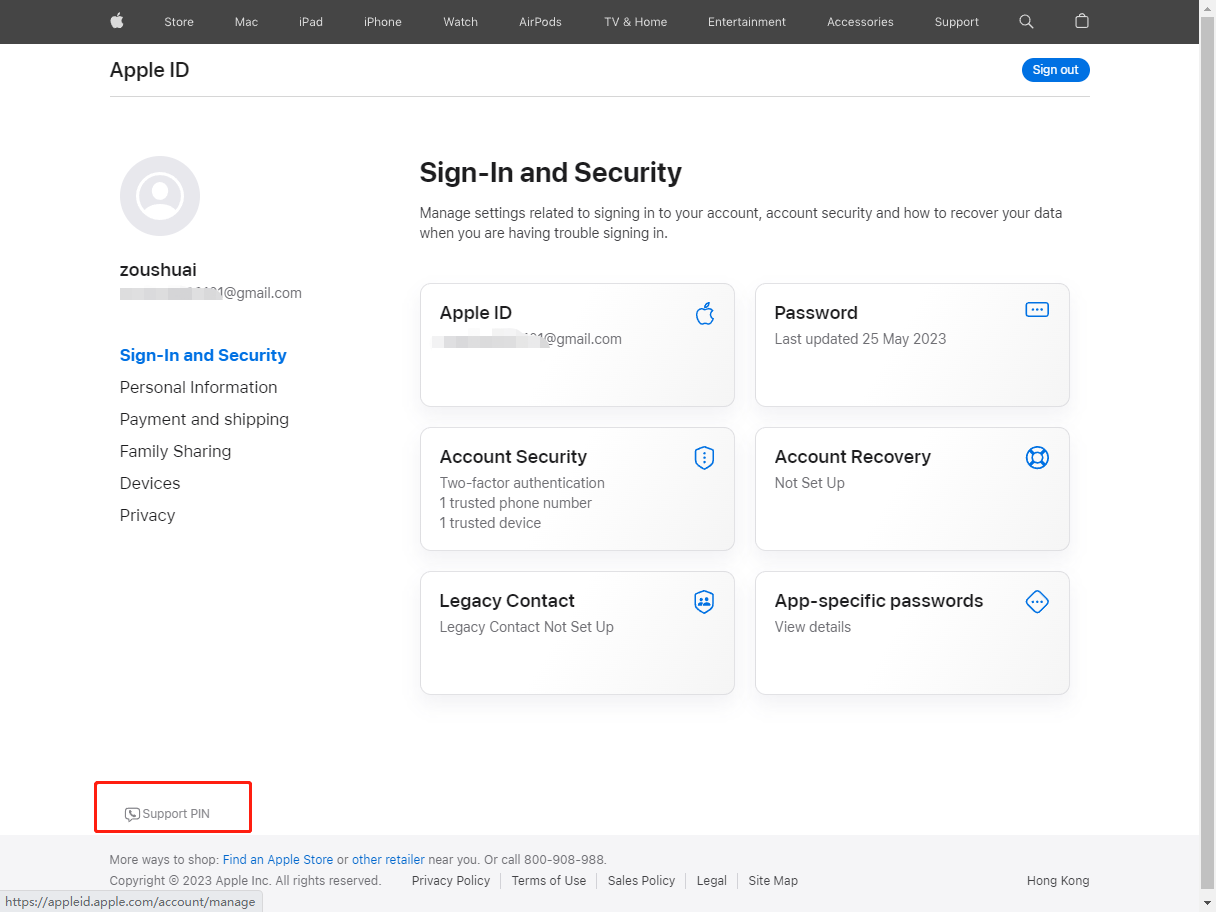 Store Mac iPad iPhone Watch AirPods TV & Home Entertainment Accessories Support
Apple ID
Sign out
zoushuai
@gmail.com
Sign-In and Security
Personal Information
Payment and shipping
Family Sharing
Devices
Privacy
Sign-In and Security
Manage settings related to signing in to your account, account security and how to recover your data
when you are having trouble signing in.
Apple ID
@gmail.com
Password
Last updated 25 May 2023
Account Security
Two-factor authentication
1 trusted phone number
1 trusted device
Account Recovery
Not Set Up
Legacy Contact
Legacy Contact Not Set Up
App-specific passwords
View details
Support PIN
More ways to shop: Find an Apple Store or other retailer near you. Or call 800-908-988.
Copyright © 2023 Apple Inc. All rights reserved. Privacy Policy Terms of Use Sales Policy Legal Site Map Hong Kong
https://appleid.apple.com/account/manage